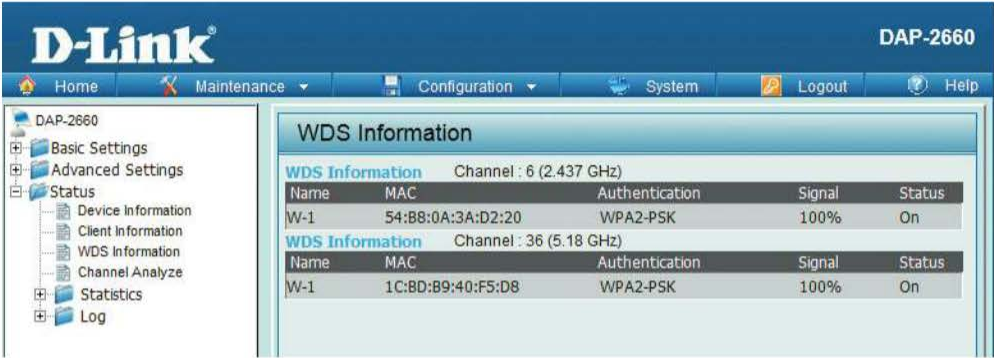 D-Link
DAP-2660
Home Maintenance Configuration System Logout Help
DAP-2660
Basic Settings
Advanced Settings
Status
Device Information
Client Information
WDS Information
Channel Analyze
Statistics
Log
WDS Information
WDS Information Channel : 6 (2.437 GHz)
Name MAC Authentication Signal Status
W-1 54:B8:0A:3A:D2:20 WPA2-PSK 100% On
WDS Information Channel : 36 (5.18 GHz)
Name MAC Authentication Signal Status
W-1 1C:BD:B9:40:F5:D8 WPA2-PSK 100% On